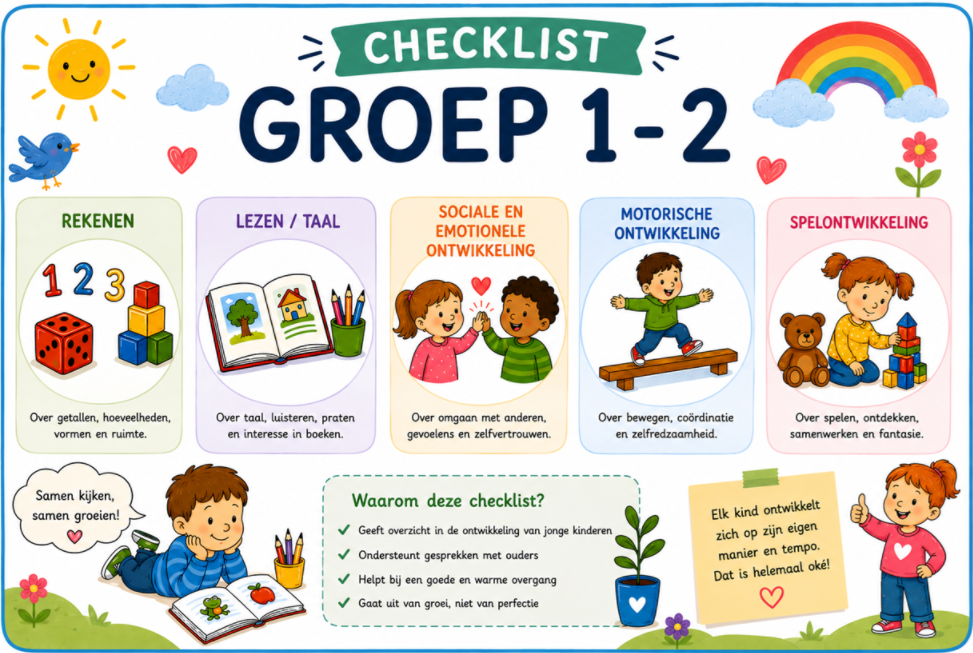 CHECKLIST
GROEP 1-2
REKENEN
1 2 3
Over getallen, hoeveelheden,
vormen en ruimte.
LEZEN / TAAL
Over taal, luisteren, praten
en interesse in boeken.
SOCIALE EN
EMOTIONELE
ONTWIKKELING
Over omgaan met anderen,
gevoelens en zelfvertrouwen.
MOTORISCHE
ONTWIKKELING
Over bewegen, coördinatie
en zelfredzaamheid.
SPELONTWIKKELING
Over spelen, ontdekken,
samenwerken en fantasie.
Samen kijken,
samen groeien!
Waarom deze checklist?
Geeft overzicht in de ontwikkeling van jonge kinderen
Ondersteunt gesprekken met ouders
Helpt bij een goede en warme overgang
Gaat uit van groei, niet van perfectie
Elk kind ontwikkelt
zich op zijn eigen
manier en tempo.
Dat is helemaal oké!